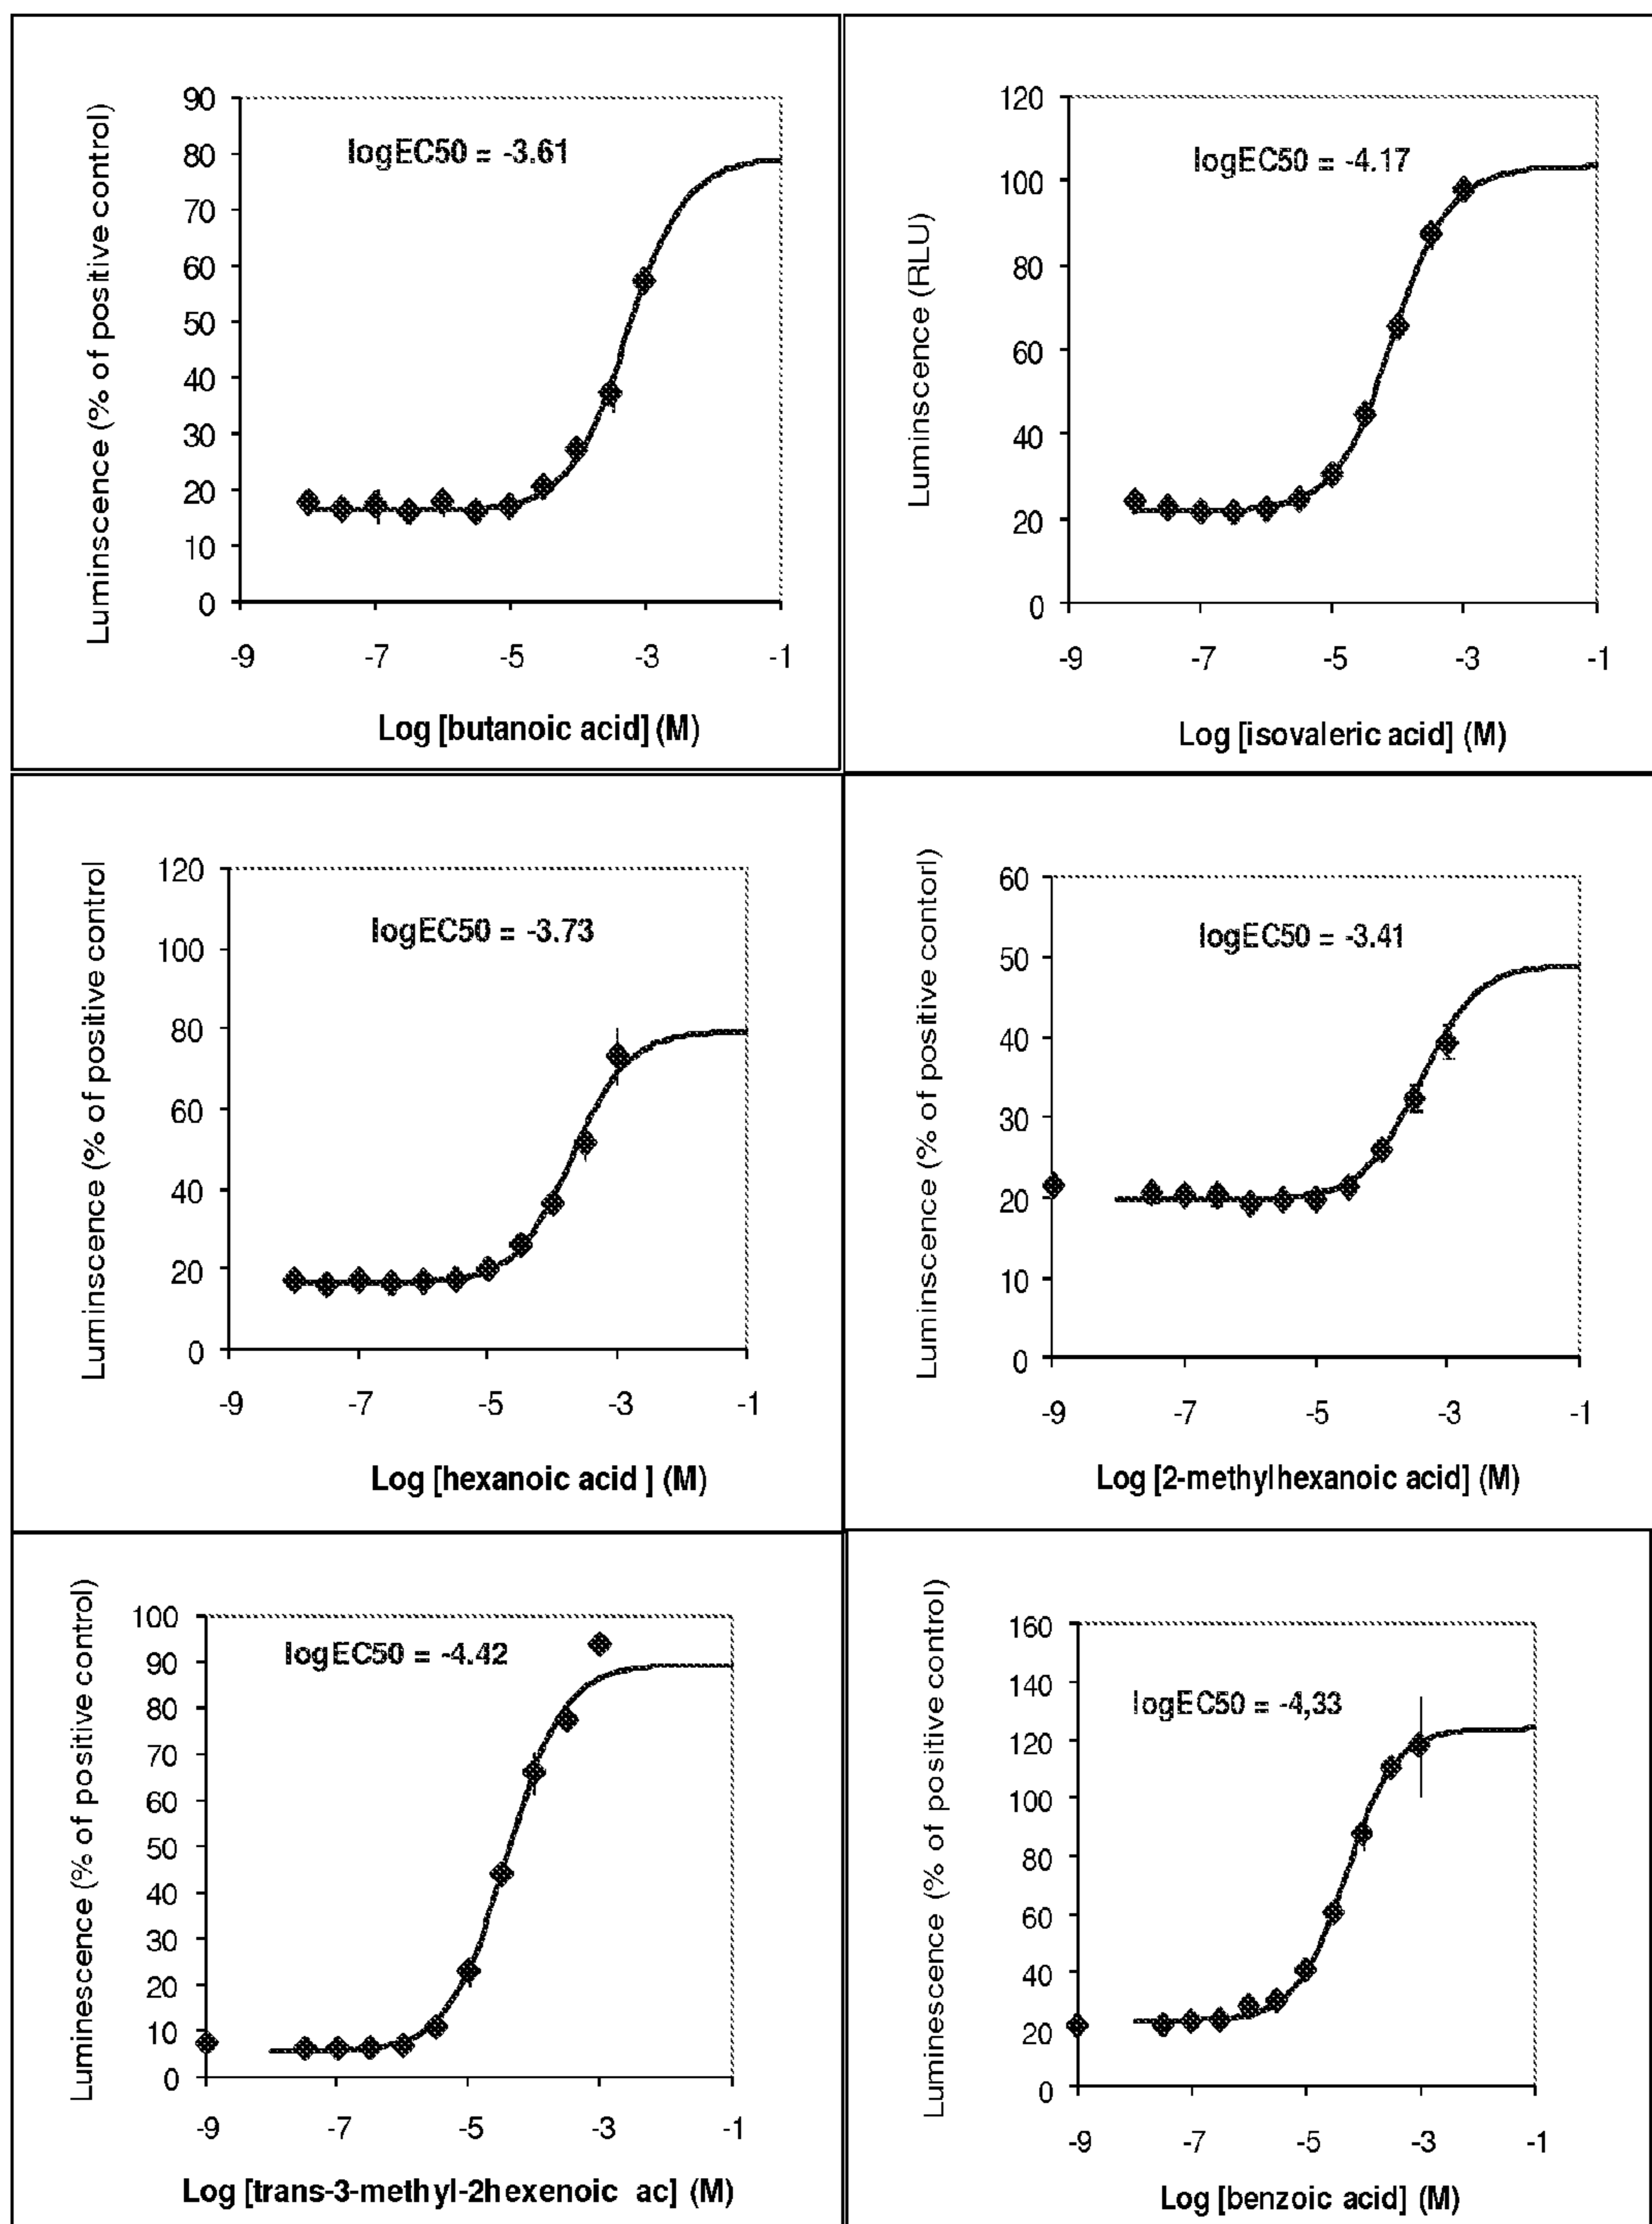 Luminscence (% of positive control)
90
80
70
60
50
40
30
20
10
0
logEC50 = -3.61
-9 -7 -5 -3 -1
Log [butanoic acid] (M)
Luminscence (RLU)
120
100
80
60
40
20
0
logEC50 = -4.17
-9 -7 -5 -3 -1
Log [isovaleric acid] (M)
Luminscence (% of positive control
120
100
80
60
40
20
0
logEC50 = -3.73
-9 -7 -5 -3 -1
Log [hexanoic acid ] (M)
Luminscence (% of positive contorl)
60
50
40
30
20
10
0
logEC50 = -3.41
-9 -7 -5 -3 -1
Log [2-methylhexanoic acid] (M)
Luminescence (% of positive control)
100
90
80
70
60
50
40
30
20
10
0
logEC50 = -4.42
-9 -7 -5 -3 -1
Log [trans-3-methyl-2hexenoic ac] (M)
Luminescence (% of positive control)
160
140
120
100
80
60
40
20
0
logEC50 = -4,33
-9 -7 -5 -3 -1
Log [benzoic acid] (M)